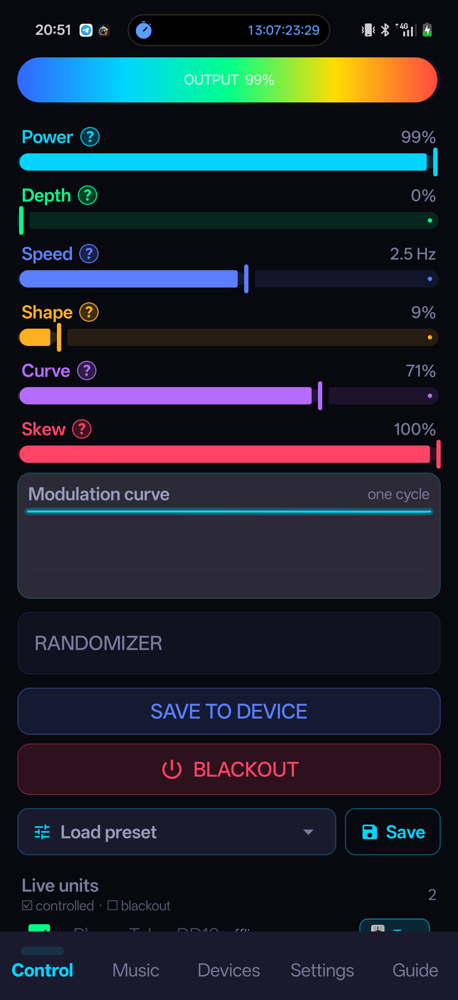 20:51
13:07:23:29
4G
OUTPUT 99%
Power ? 99%
Depth ? 0%
Speed ? 2.5 Hz
Shape ? 9%
Curve ? 71%
Skew ? 100%
Modulation curve one cycle
RANDOMIZER
SAVE TO DEVICE
BLACKOUT
Load preset
Save
Live units
2
☑ controlled · ☐ blackout
Control Music Devices Settings Guide